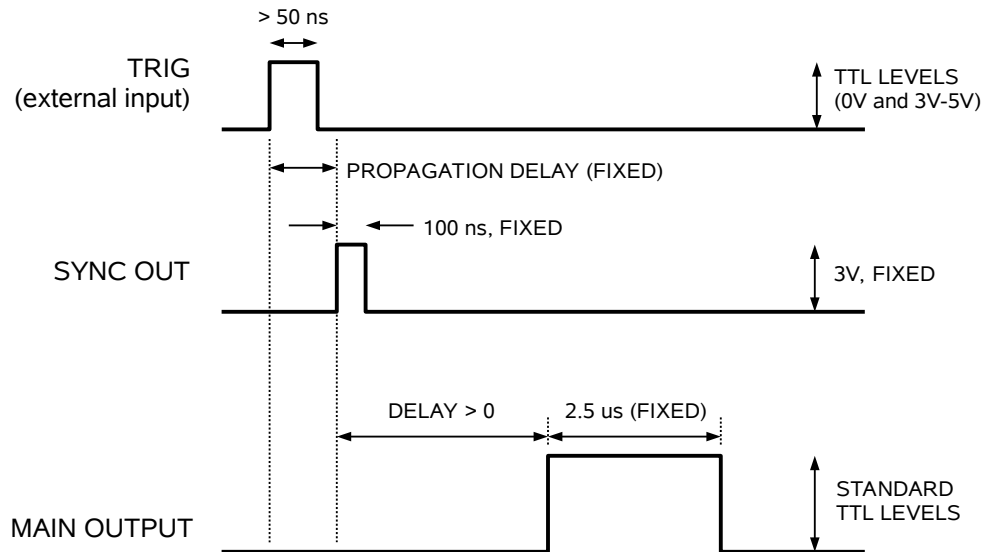 > 50 ns
TRIG
(external input)
TTL LEVELS
(0V and 3V-5V)
PROPAGATION DELAY (FIXED)
100 ns, FIXED
SYNC OUT
3V, FIXED
DELAY > 0
2.5 us (FIXED)
MAIN OUTPUT
STANDARD
TTL LEVELS